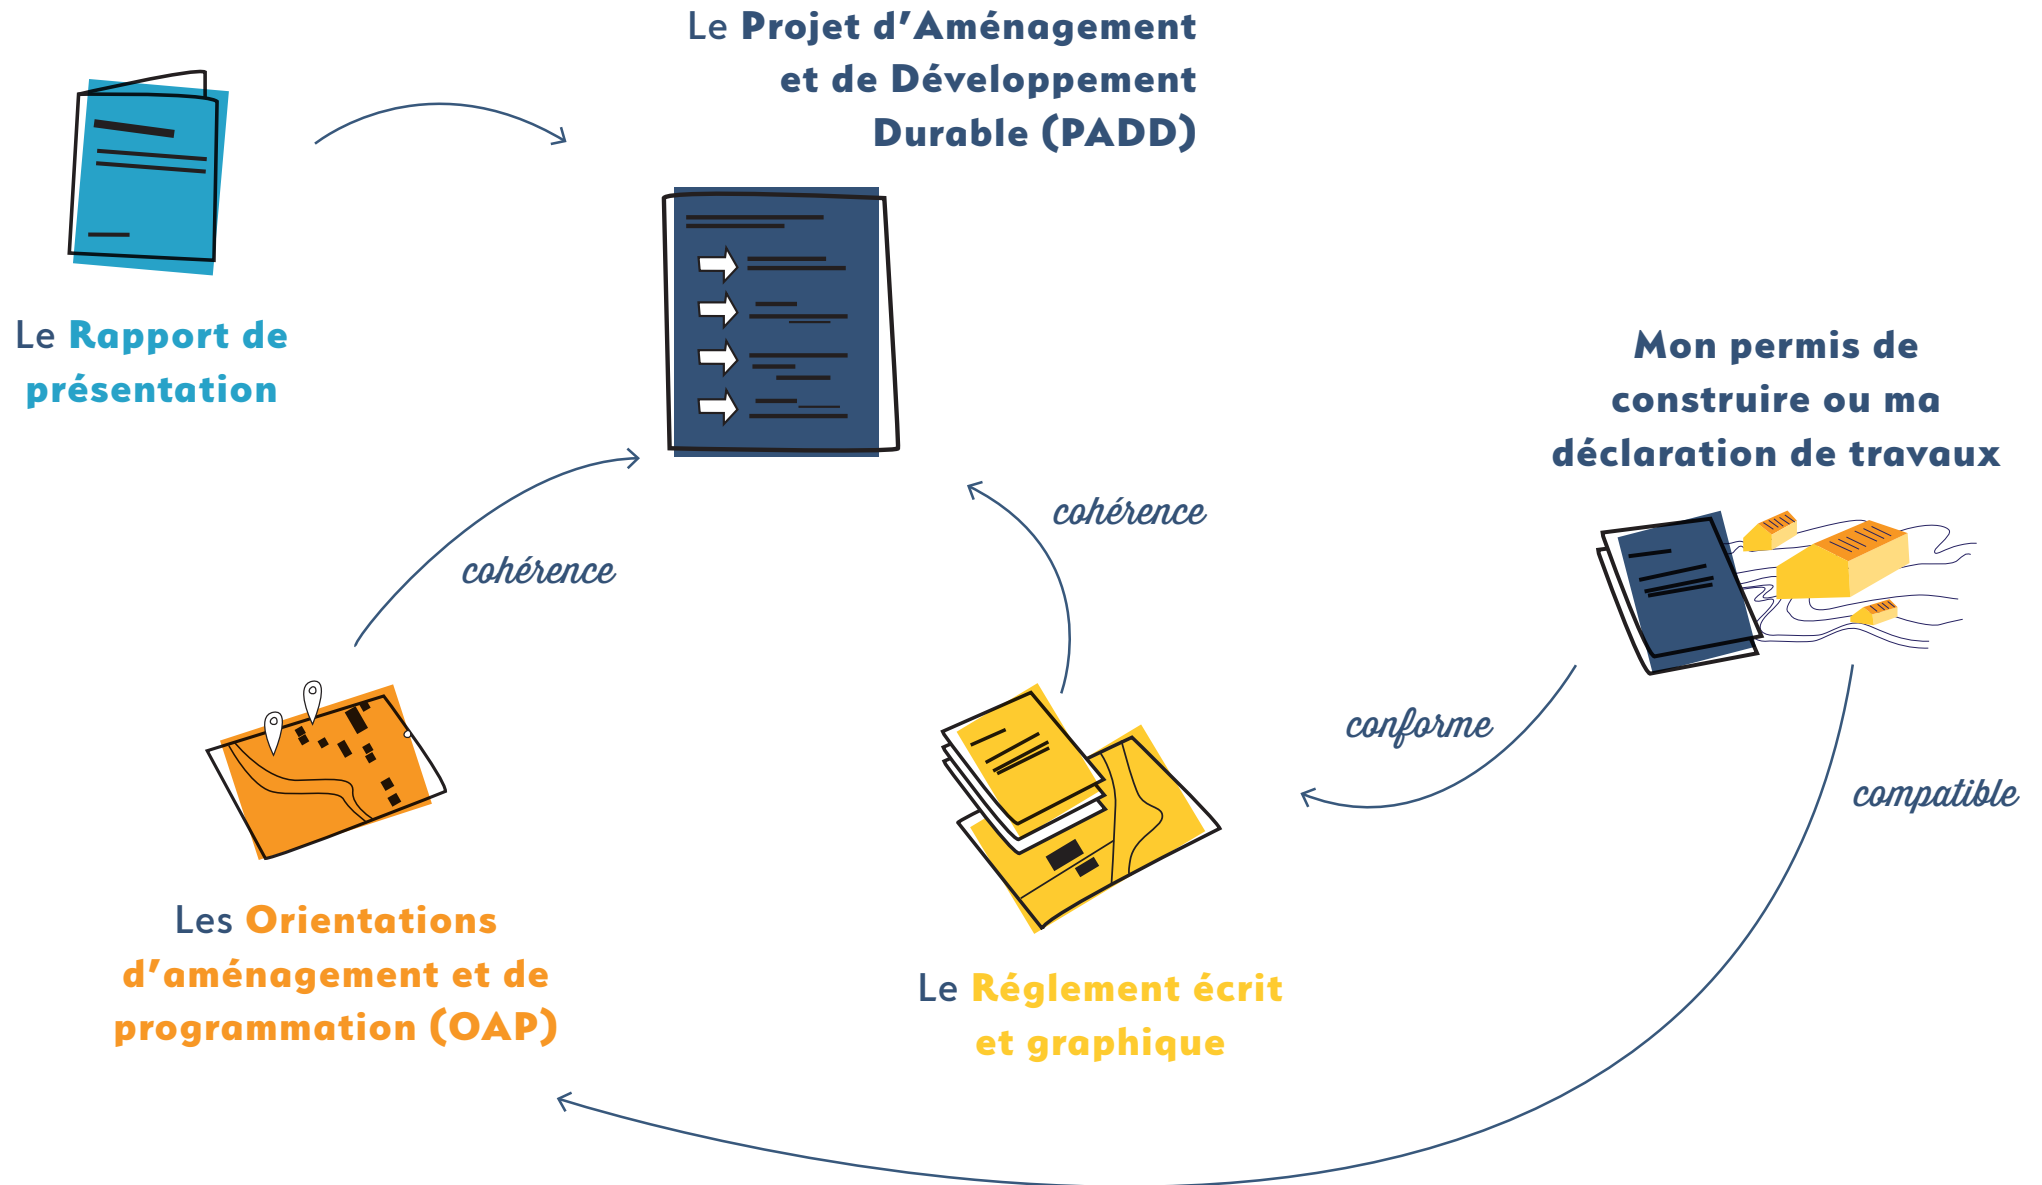 Le Projet d’Aménagement
et de Développement
Durable (PADD)
Le Rapport de
présentation
Mon permis de
construire ou ma
déclaration de travaux
cohérence
cohérence
conforme
compatible
Les Orientations
d’aménagement et de
programmation (OAP)
Le Réglement écrit
et graphique